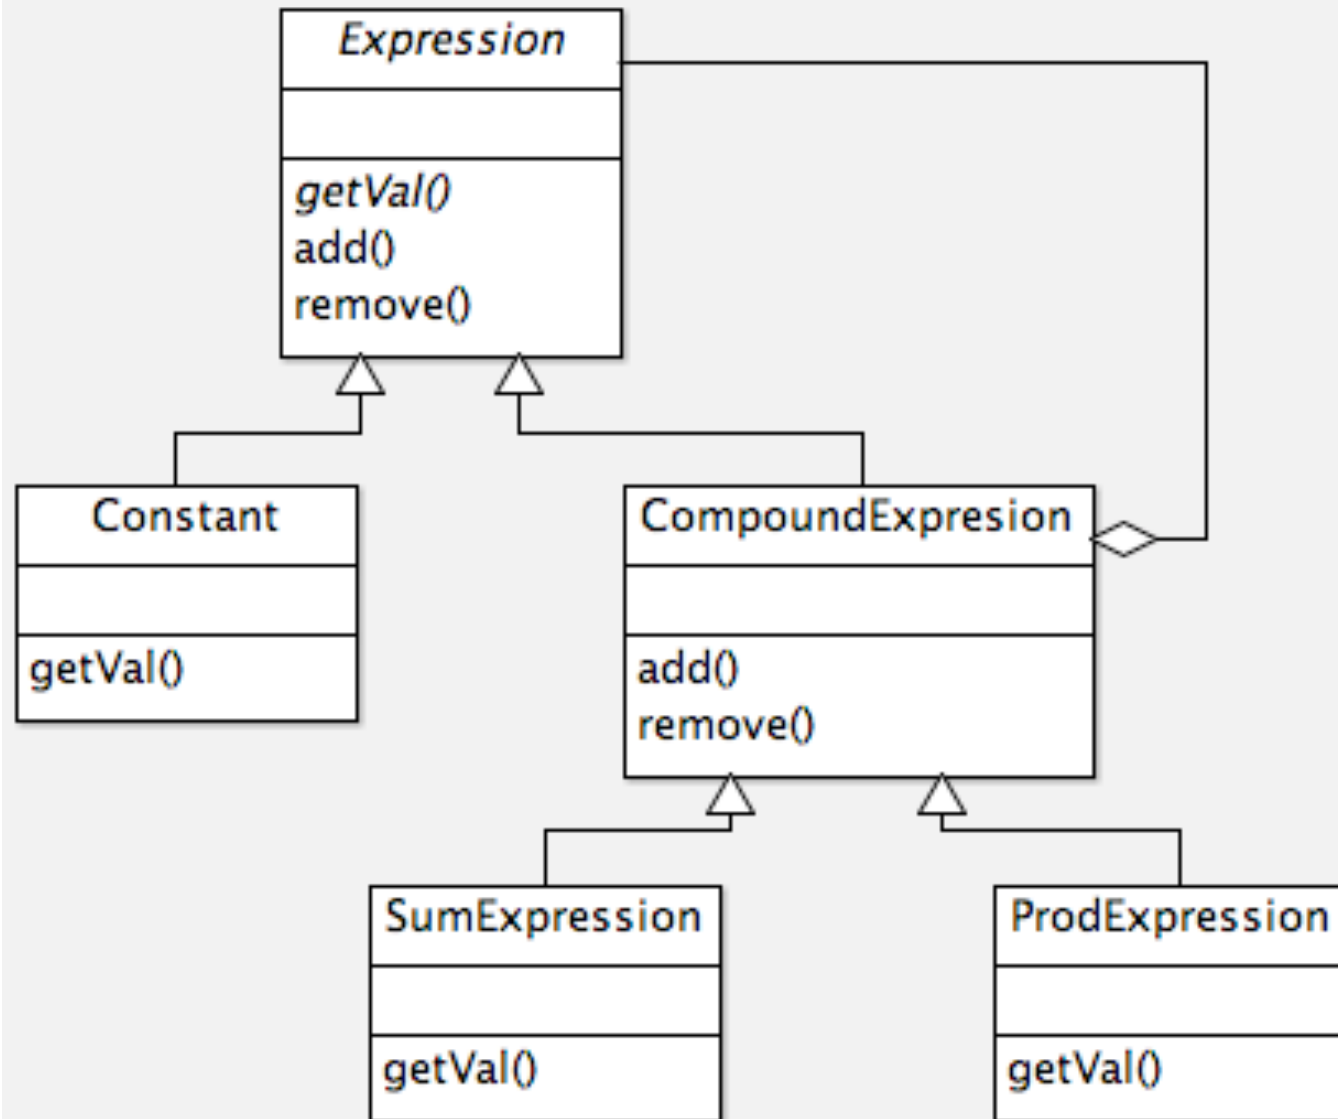 Expression
getVal()
add()
remove()
Constant
getVal()
CompoundExpresion
add()
remove()
SumExpression
getVal()
ProdExpression
getVal()